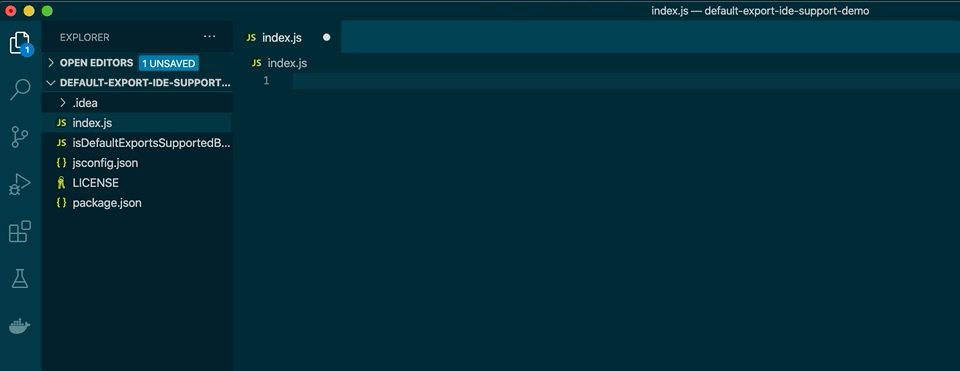 index.js — default-export-ide-support-demo
EXPLORER ...
JS index.js
OPEN EDITORS 1 UNSAVED
JS index.js
DEFAULT-EXPORT-IDE-SUPPORT...
1
.idea
JS index.js
JS isDefaultExportsSupportedB...
{ } jsconfig.json
LICENSE
{ } package.json
1